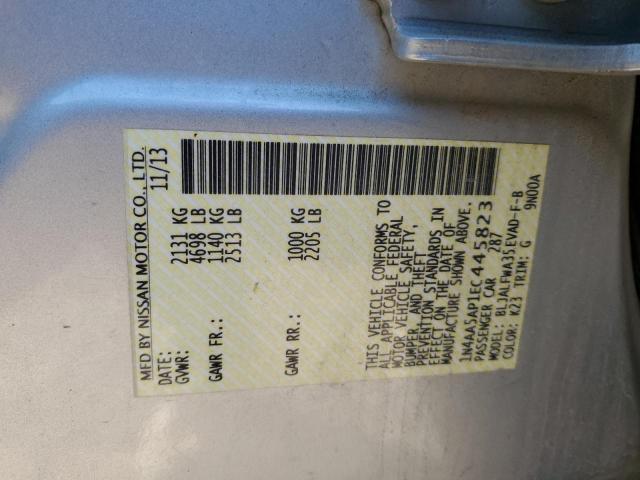 MFD BY NISSAN MOTOR CO., LTD.
DATE: 11/13
GVWR: 2131 KG
4698 LB
GAWR FR.: 1140 KG
2513 LB
GAWR RR.: 1000 KG
2205 LB
THIS VEHICLE CONFORMS TO
ALL APPLICABLE FEDERAL
MOTOR VEHICLE SAFETY,
BUMPER, AND THEFT
PREVENTION STANDARDS IN
EFFECT ON THE DATE OF
MANUFACTURE SHOWN ABOVE.
1N4AA5AP1EC445823
PASSENGER CAR 287
MODEL: BLJALFWA35EVAD-F-B
COLOR: K23 TRIM: G 9N00A